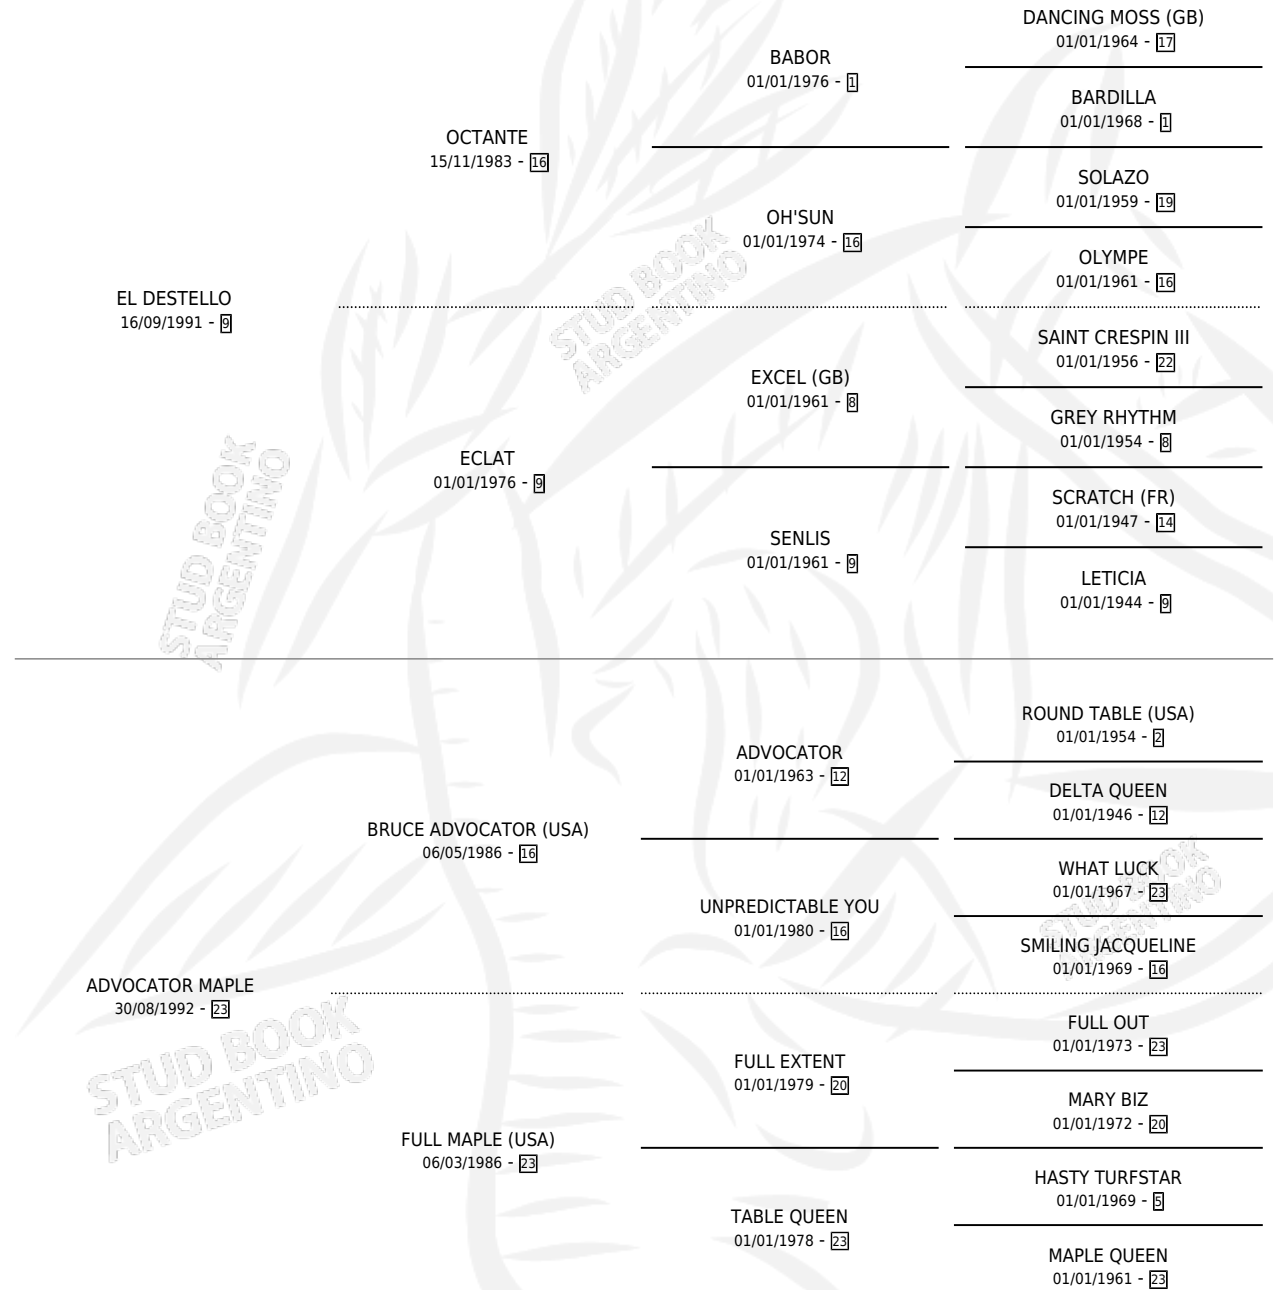 DANCING MOSS (GB)
01/01/1964 - 17
BABOR
01/01/1976 - 1
BARDILLA
01/01/1968 - 1
OCTANTE
15/11/1983 - 16
SOLAZO
01/01/1959 - 19
OH'SUN
01/01/1974 - 16
OLYMPE
01/01/1961 - 16
EL DESTELLO
16/09/1991 - 9
SAINT CRESPIN III
01/01/1956 - 22
EXCEL (GB)
01/01/1961 - 8
GREY RHYTHM
01/01/1954 - 8
ECLAT
01/01/1976 - 9
SCRATCH (FR)
01/01/1947 - 14
SENLIS
01/01/1961 - 9
LETICIA
01/01/1944 - 9
ROUND TABLE (USA)
01/01/1954 - 2
ADVOCATOR
01/01/1963 - 12
DELTA QUEEN
01/01/1946 - 12
BRUCE ADVOCATOR (USA)
06/05/1986 - 16
WHAT LUCK
01/01/1967 - 23
UNPREDICTABLE YOU
01/01/1980 - 16
SMILING JACQUELINE
01/01/1969 - 16
ADVOCATOR MAPLE
30/08/1992 - 23
FULL OUT
01/01/1973 - 23
FULL EXTENT
01/01/1979 - 20
MARY BIZ
01/01/1972 - 20
FULL MAPLE (USA)
06/03/1986 - 23
HASTY TURFSTAR
01/01/1969 - 5
TABLE QUEEN
01/01/1978 - 23
MAPLE QUEEN
01/01/1961 - 23
STUD BOOK
ARGENTINO
STUD BOOK
ARGENTINO
STUD BOOK
ARGENTINO
STUD BOOK
ARGENTINO